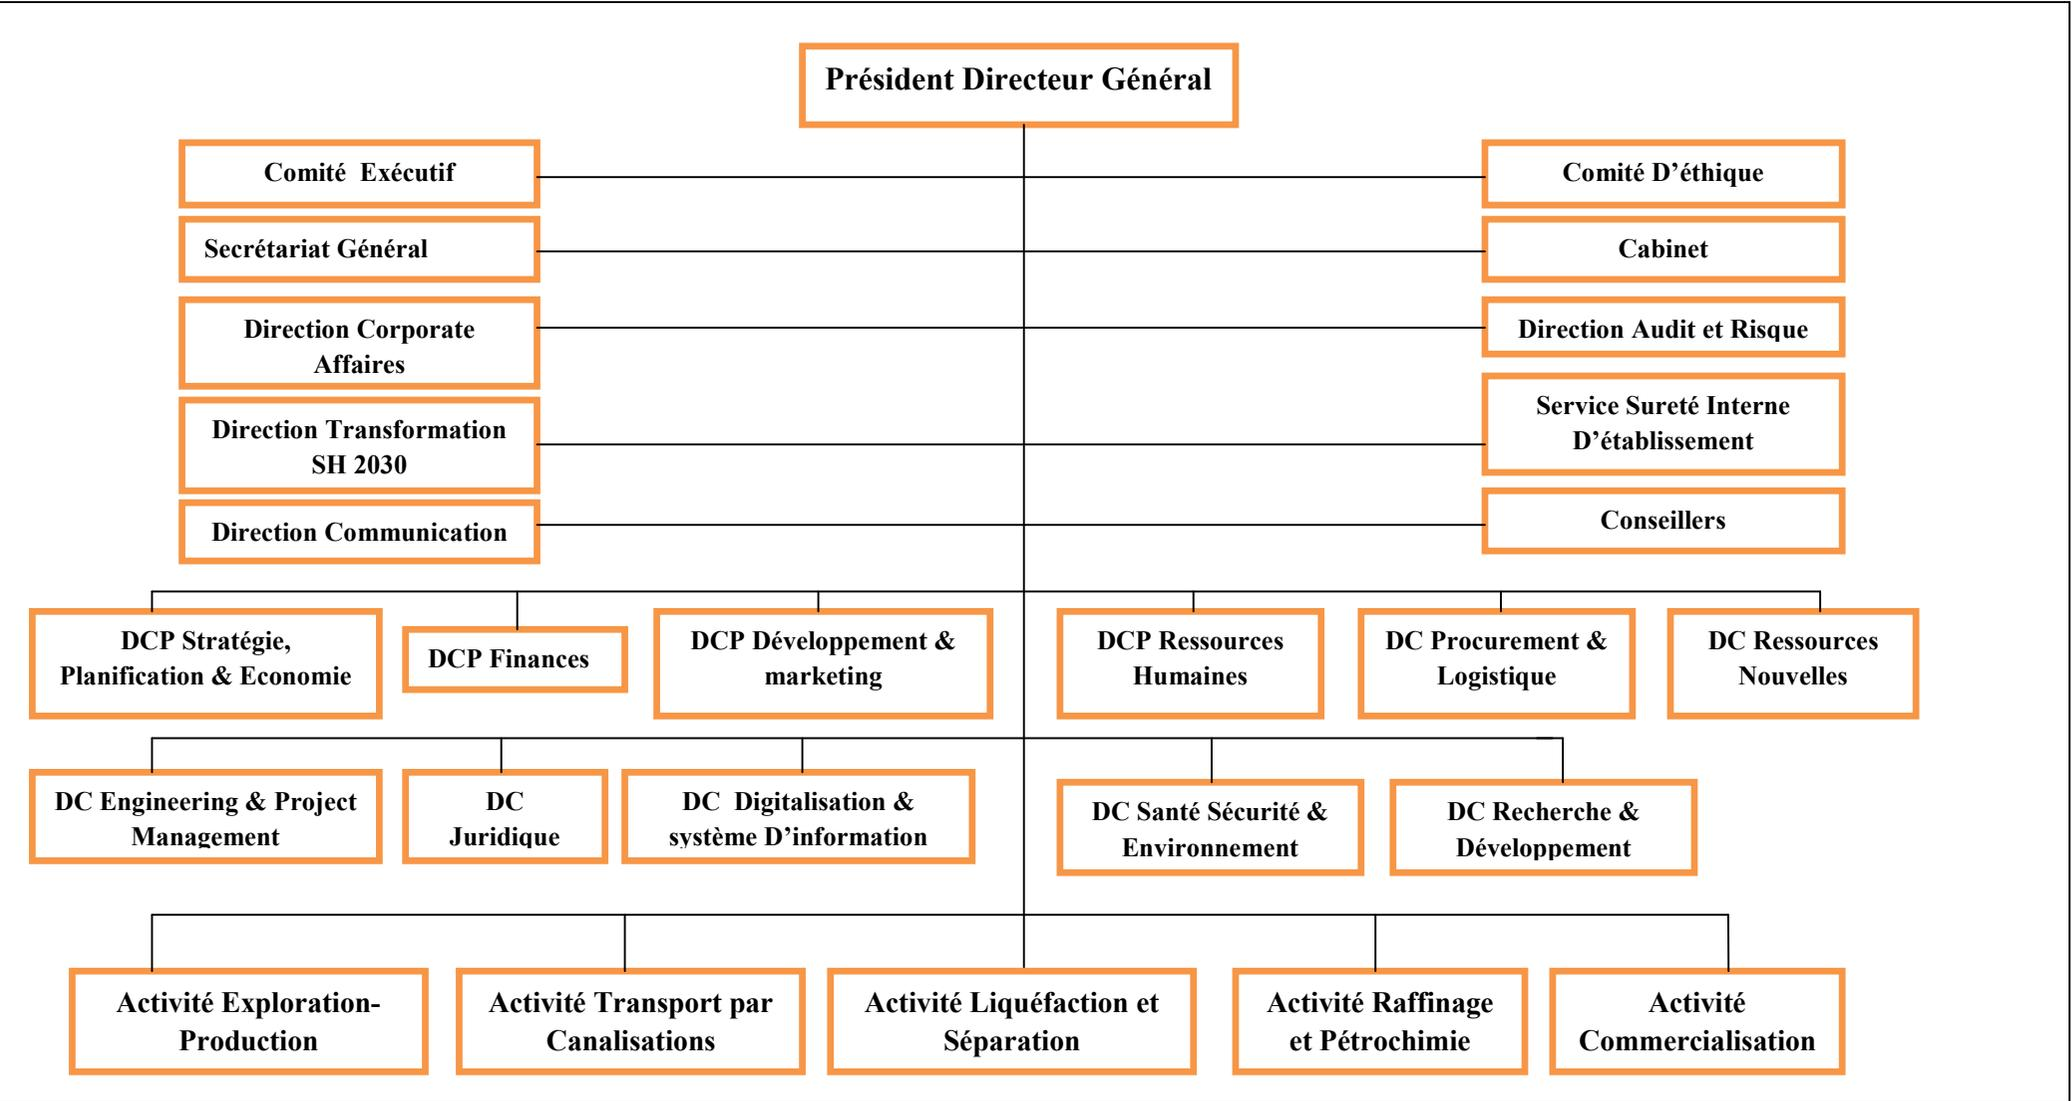 Président Directeur Général
Comité Exécutif
Comité D’éthique
Secrétariat Général
Cabinet
Direction Corporate
Affaires
Direction Audit et Risque
Direction Transformation
SH 2030
Service Sureté Interne
D’établissement
Direction Communication
Conseillers
DCP Stratégie,
Planification & Economie
DCP Finances
DCP Développement &
marketing
DCP Ressources
Humaines
DC Procurement &
Logistique
DC Ressources
Nouvelles
DC Engineering & Project
Management
DC
Juridique
DC Digitalisation &
système D’information
DC Santé Sécurité &
Environnement
DC Recherche &
Développement
Activité Exploration-
Production
Activité Transport par
Canalisations
Activité Liquéfaction et
Séparation
Activité Raffinage
et Pétrochimie
Activité
Commercialisation